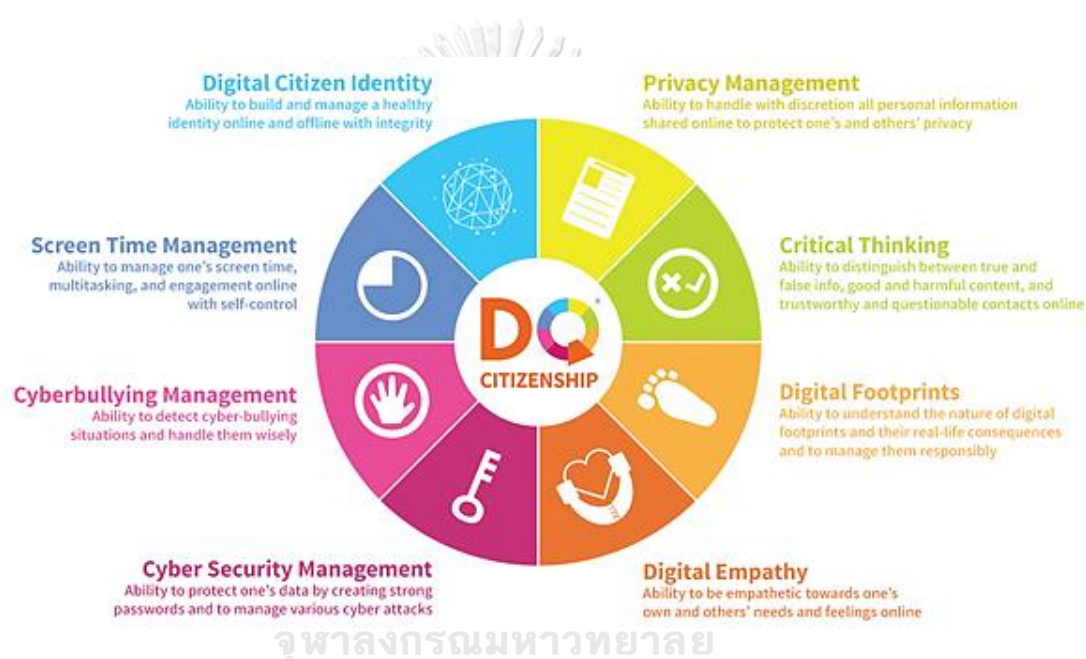 Digital Citizen Identity
Ability to build and manage a healthy
identity online and offline with integrity
Privacy Management
Ability to handle with discretion all personal information
shared online to protect one's and others' privacy
Screen Time Management
Ability to manage one's screen time,
multitasking, and engagement online
with self-control
Critical Thinking
Ability to distinguish between true and
false info, good and harmful content, and
trustworthy and questionable contacts online
DQ
CITIZENSHIP
Cyberbullying Management
Ability to detect cyber-bullying
situations and handle them wisely
Digital Footprints
Ability to understand the nature of digital
footprints and their real-life consequences
and to manage them responsibly
Cyber Security Management
Ability to protect one's data by creating strong
passwords and to manage various cyber attacks
Digital Empathy
Ability to be empathetic towards one's
own and others' needs and feelings online
จุฬาลงกรณมหาวทยาลย